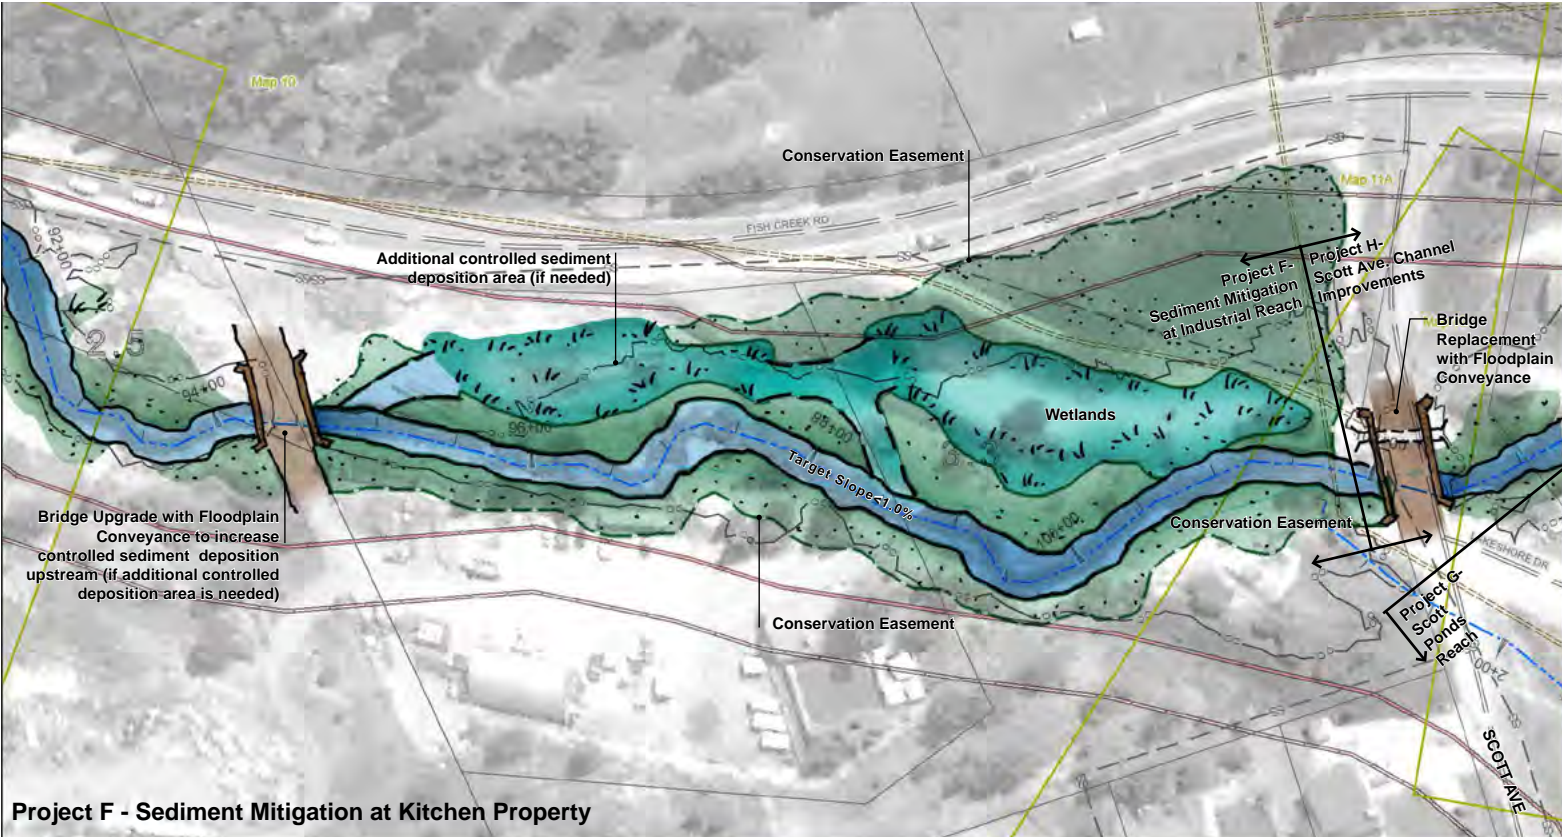 Map 10
Conservation Easement
Map 11A
FISH CREEK RD
92+00
Additional controlled sediment
deposition area (if needed)
Project F-
Sediment Mitigation
at Industrial Reach
Project H-
Scott Ave. Channel
Improvements
Bridge
Replacement
with Floodplain
Conveyance
2.5
94+00
96+00
98+00
Wetlands
Target Slope<1.0%
100+00
Bridge Upgrade with Floodplain
Conveyance to increase
controlled sediment deposition
upstream (if additional controlled
deposition area is needed)
Conservation Easement
KESHORE DR
Conservation Easement
Project G-
Scott
Ponds
Reach
2+00
SCOTT AVE
Project F - Sediment Mitigation at Kitchen Property